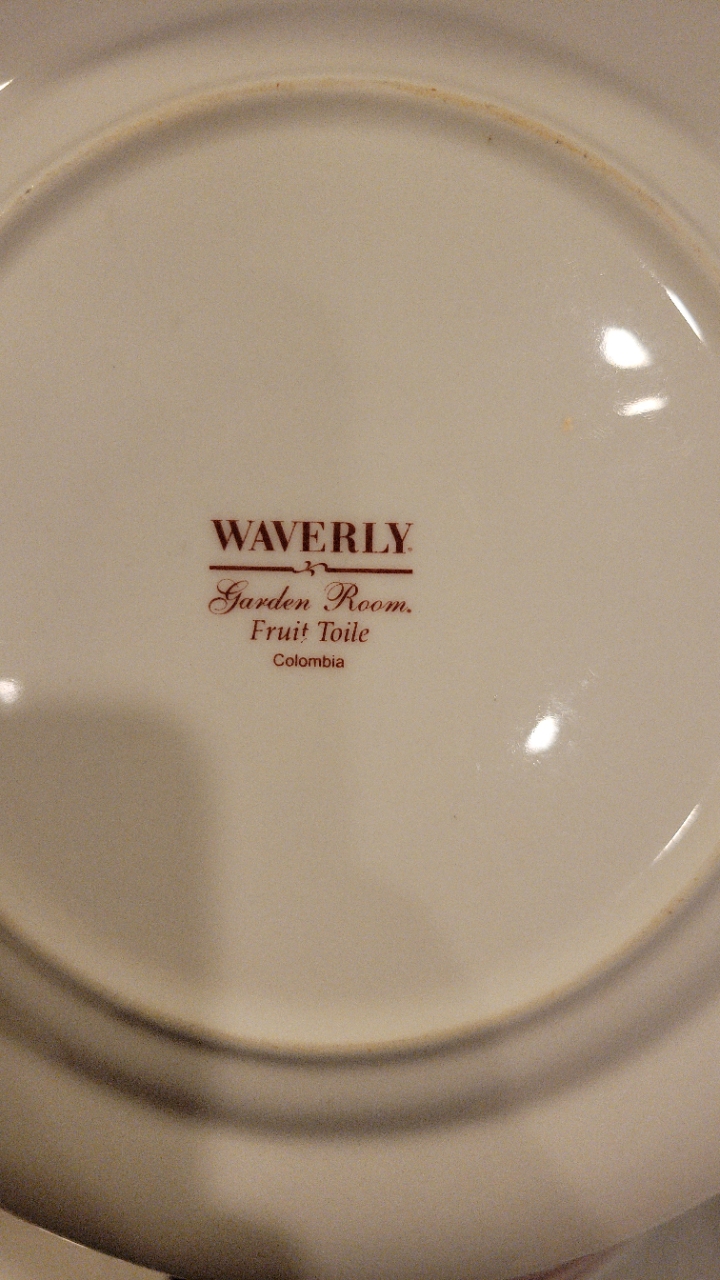 WAVERLY
Garden Room.
Fruit Toile
Colombia